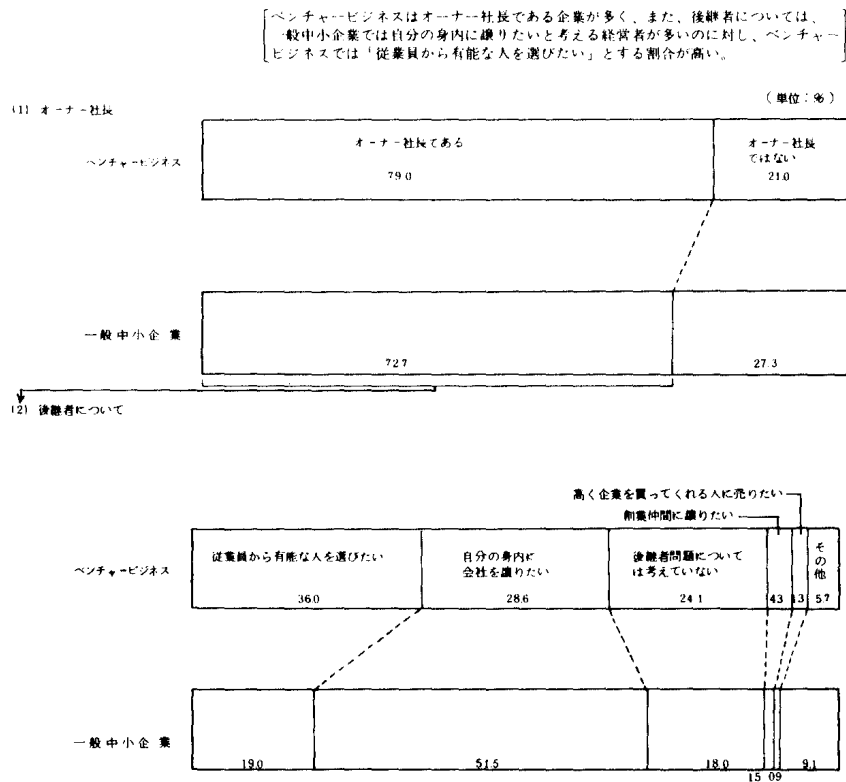 ベンチャービジネスはオーナー社長である企業が多く、また、後継者については、
一般中小企業では自分の身内に譲りたいと考える経営者が多いのに対し、ベンチャー
ビジネスでは「従業員から有能な人を選びたい」とする割合が高い。
(単位:%)
(1) オーナー社長
ベンチャービジネス
オーナー社長である
79.0
オーナー社長
ではない
21.0
一般中小企業
72.7
27.3
(2) 後継者について
高く企業を買ってくれる人に売りたい
創業仲間に譲りたい
ベンチャービジネス
従業員から有能な人を選びたい
36.0
自分の身内に
会社を譲りたい
28.6
後継者問題について
は考えていない
24.1
4.3
1.3
その他
5.7
一般中小企業
19.0
51.5
18.0
1.5
0.9
9.1